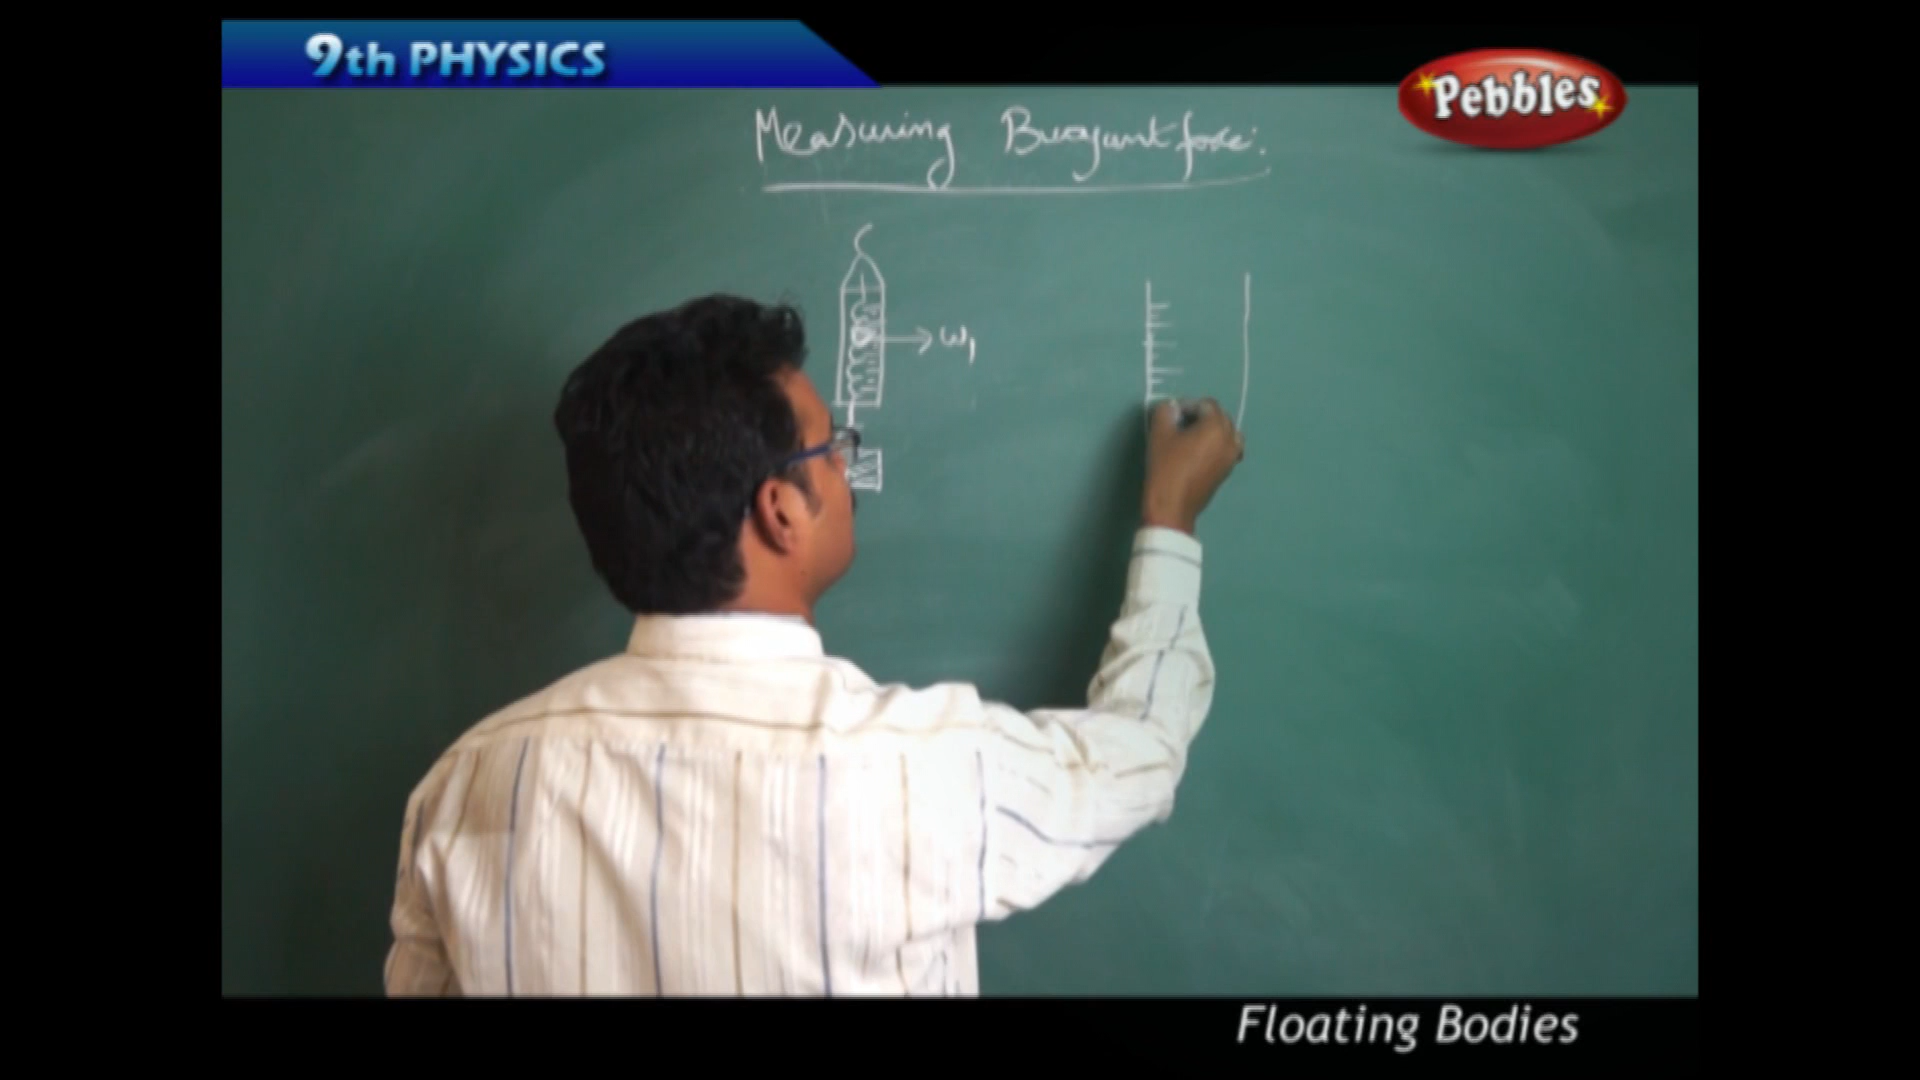 9th PHYSICS
Pebbles
Measuring Buoyant force.
W1
Floating Bodies